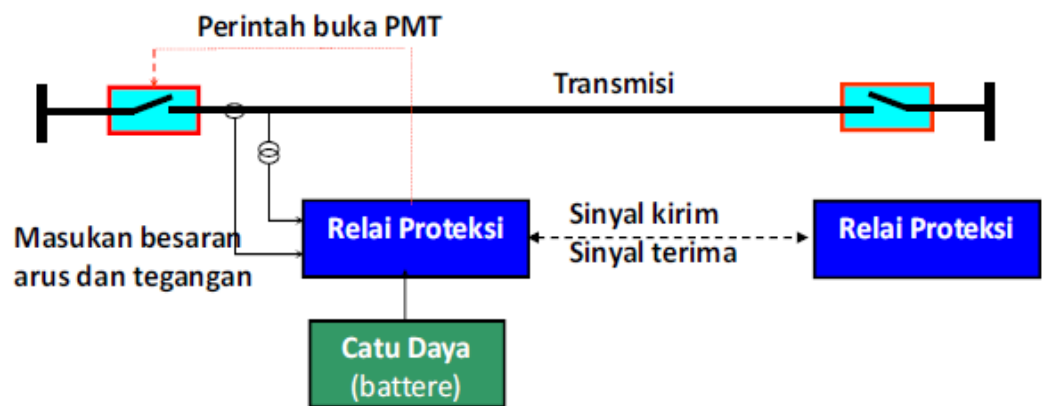 Perintah buka PMT
Transmisi
Masukan besaran
arus dan tegangan
Relai Proteksi
Sinyal kirim
Sinyal terima
Relai Proteksi
Catu Daya
(battere)